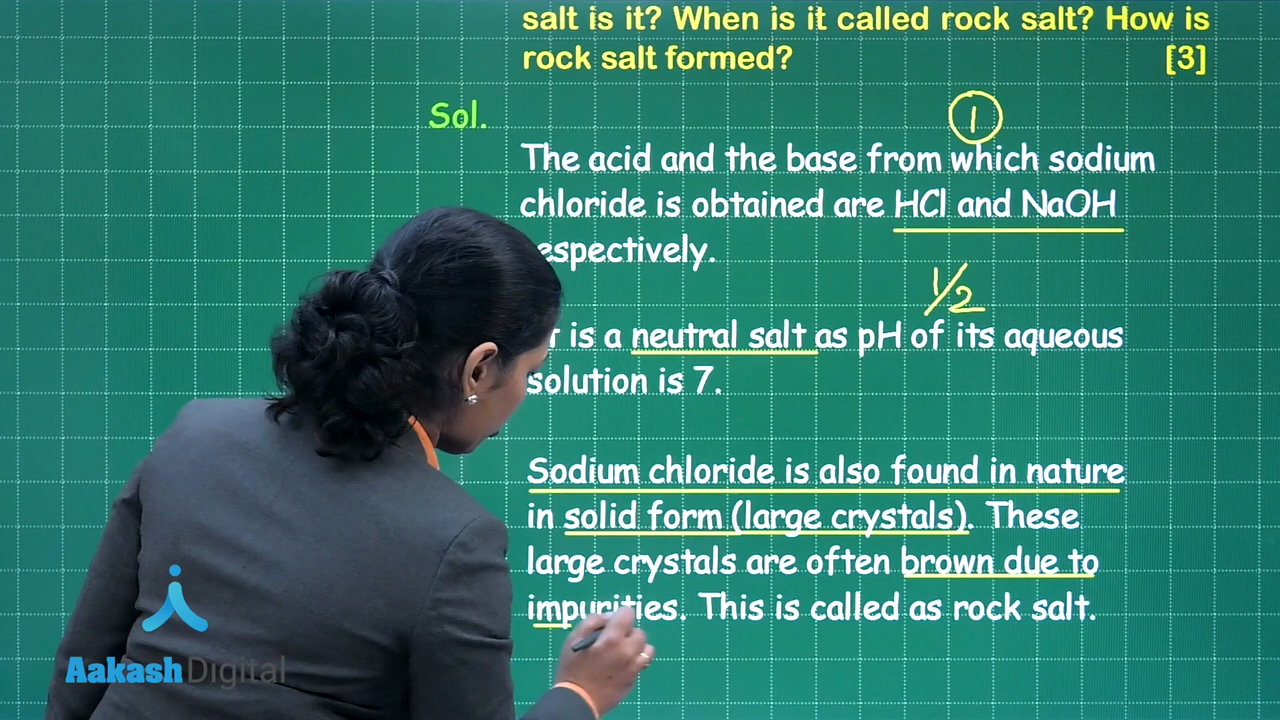 salt is it? When is it called rock salt? How is
rock salt formed? [3]
Sol.
1
The acid and the base from which sodium
chloride is obtained are HCl and NaOH
espectively.
1/2
is a neutral salt as pH of its aqueous
solution is 7.
Sodium chloride is also found in nature
in solid form (large crystals). These
large crystals are often brown due to
impurities. This is called as rock salt.
Aakash Digital